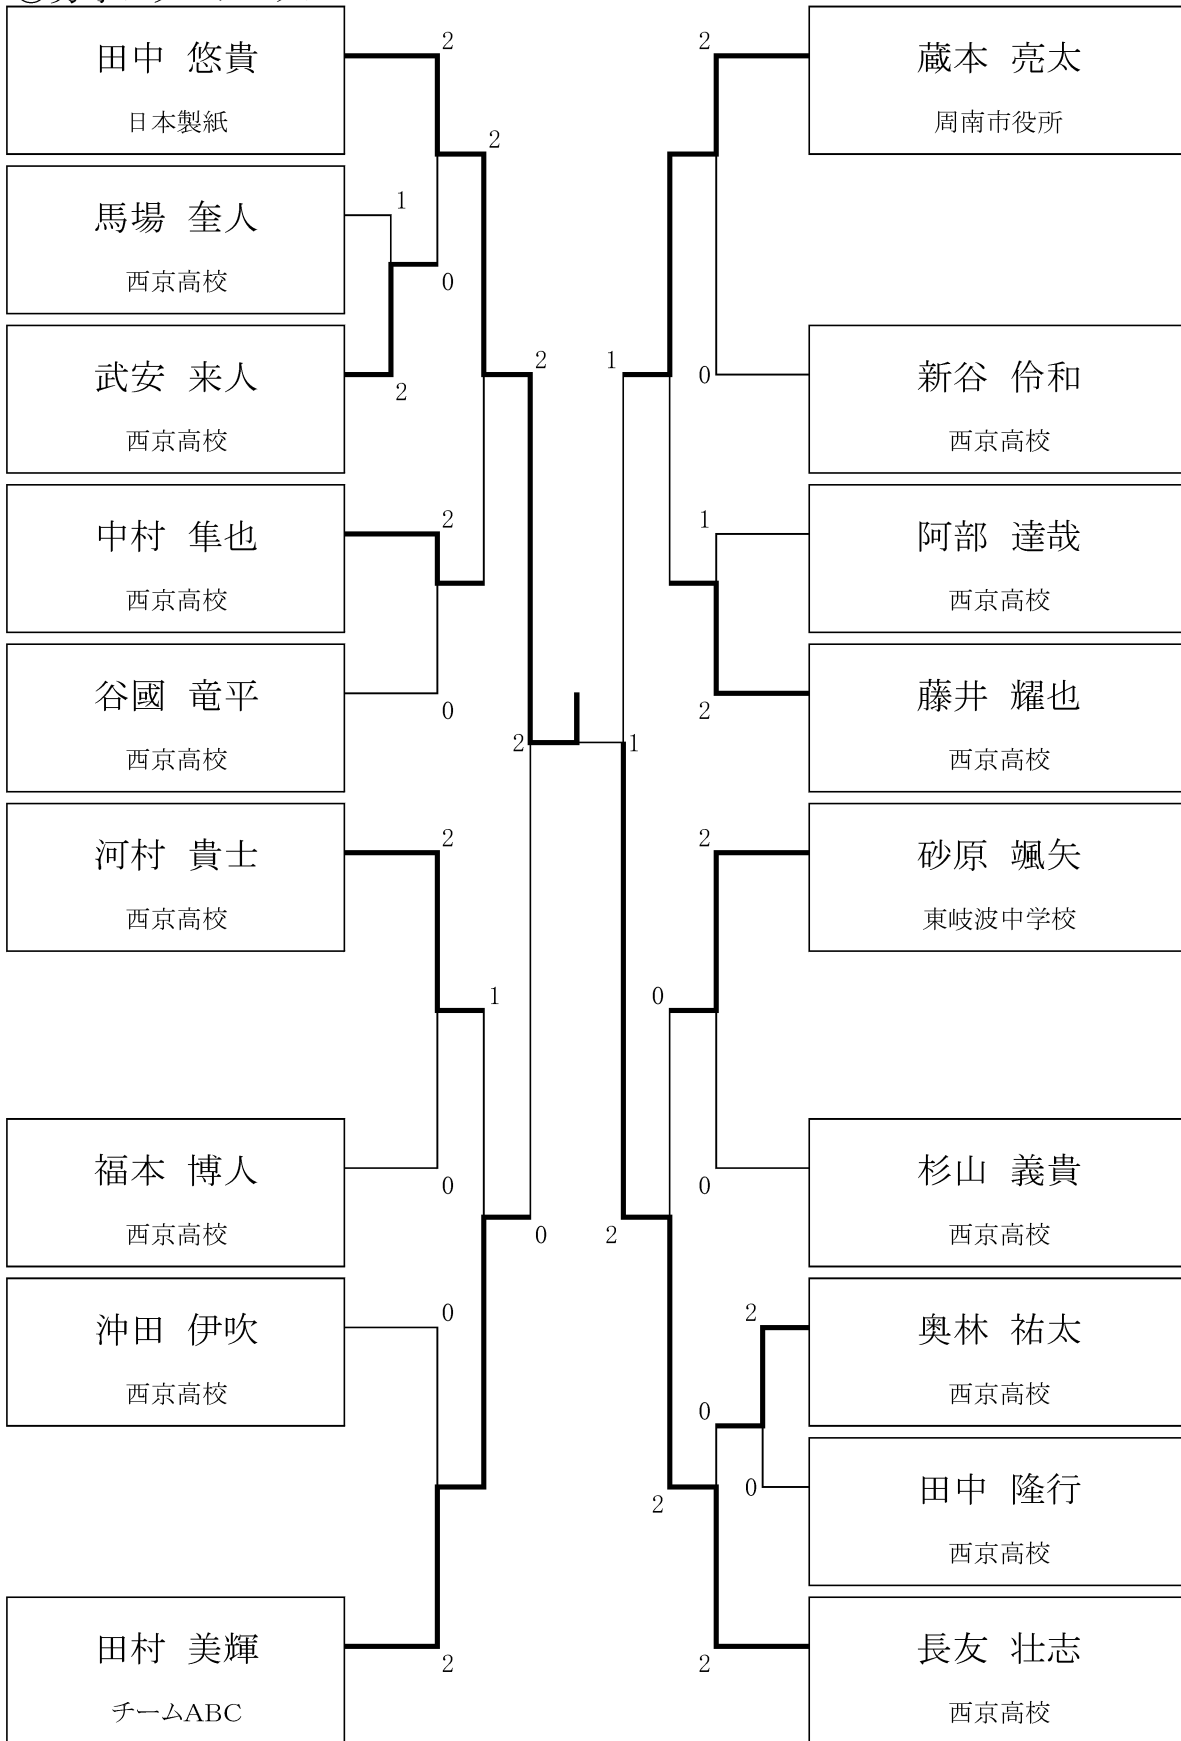 田中 悠貴
日本製紙
馬場 奎人
西京高校
武安 来人
西京高校
中村 隼也
西京高校
谷國 竜平
西京高校
河村 貴士
西京高校
福本 博人
西京高校
沖田 伊吹
西京高校
田村 美輝
チームABC
2
2
1
0
2
2
2
0
2
2
1
0
0
0
2
2
1
0
1
2
1
2
0
2
0
0
2
2
0
2
1
蔵本 亮太
周南市役所
新谷 伶和
西京高校
阿部 達哉
西京高校
藤井 耀也
西京高校
砂原 颯矢
東岐波中学校
杉山 義貴
西京高校
奥林 祐太
西京高校
田中 隆行
西京高校
長友 壮志
西京高校